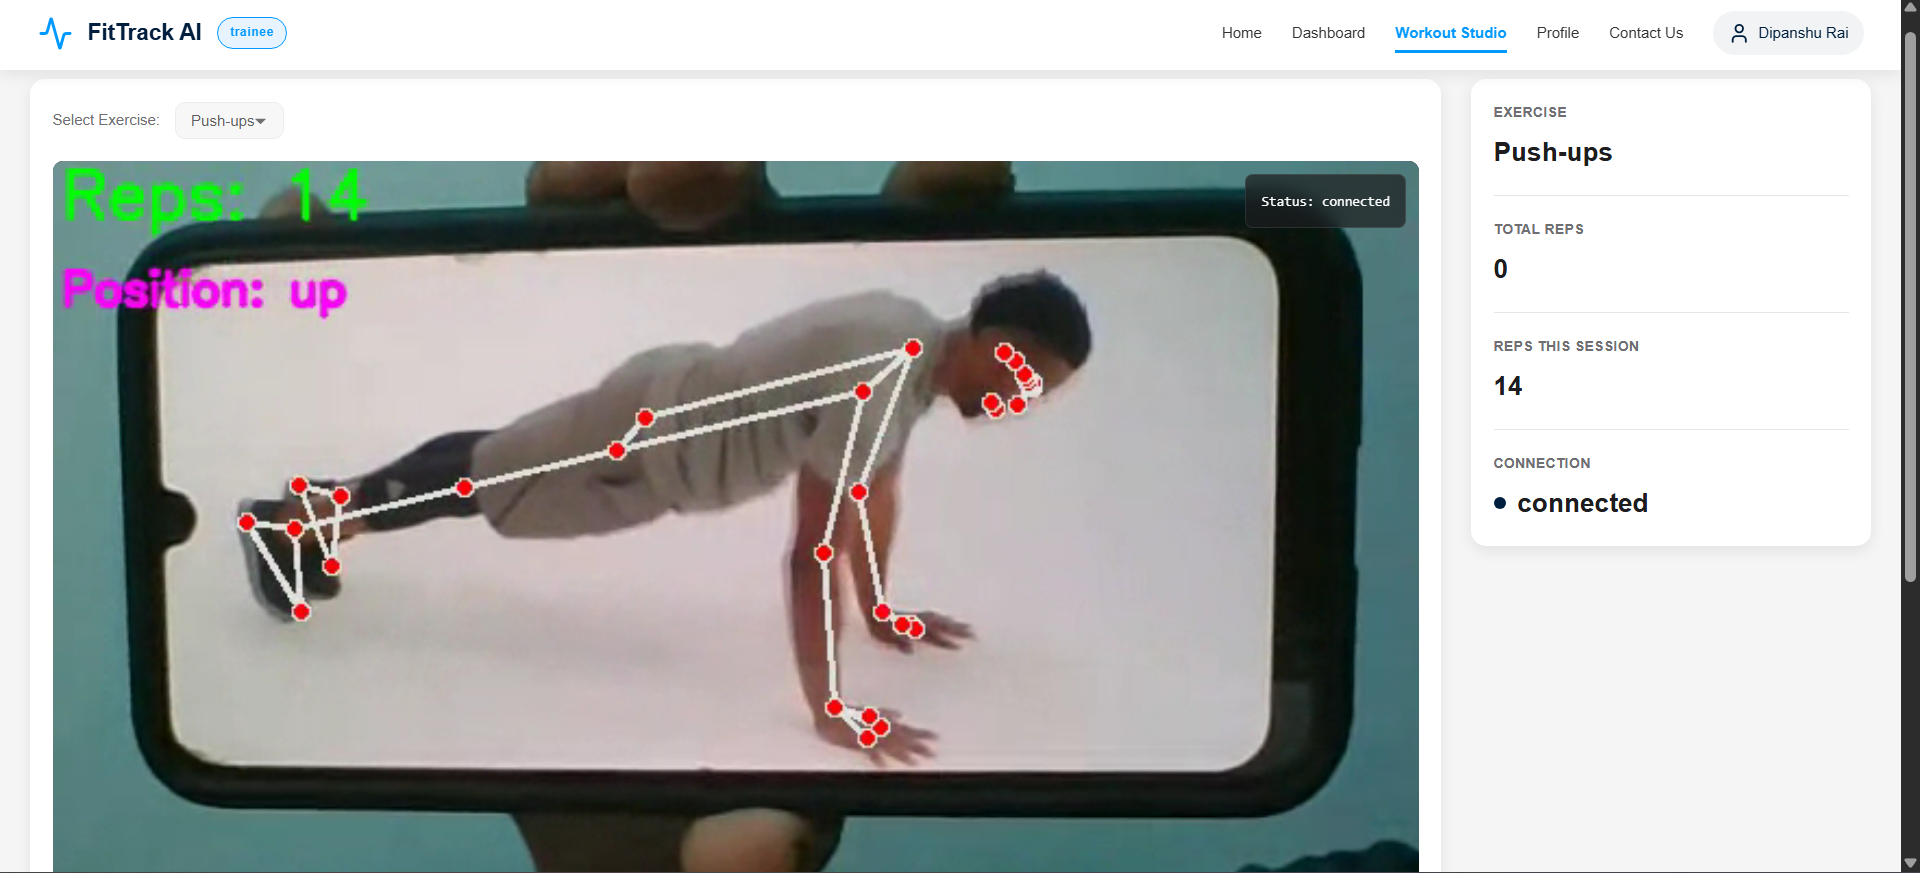 FitTrack AI
trainee
Home
Dashboard
Workout Studio
Profile
Contact Us
Dipanshu Rai
Select Exercise:
Push-ups
Reps: 14
Position: up
Status: connected
EXERCISE
Push-ups
TOTAL REPS
0
REPS THIS SESSION
14
CONNECTION
connected